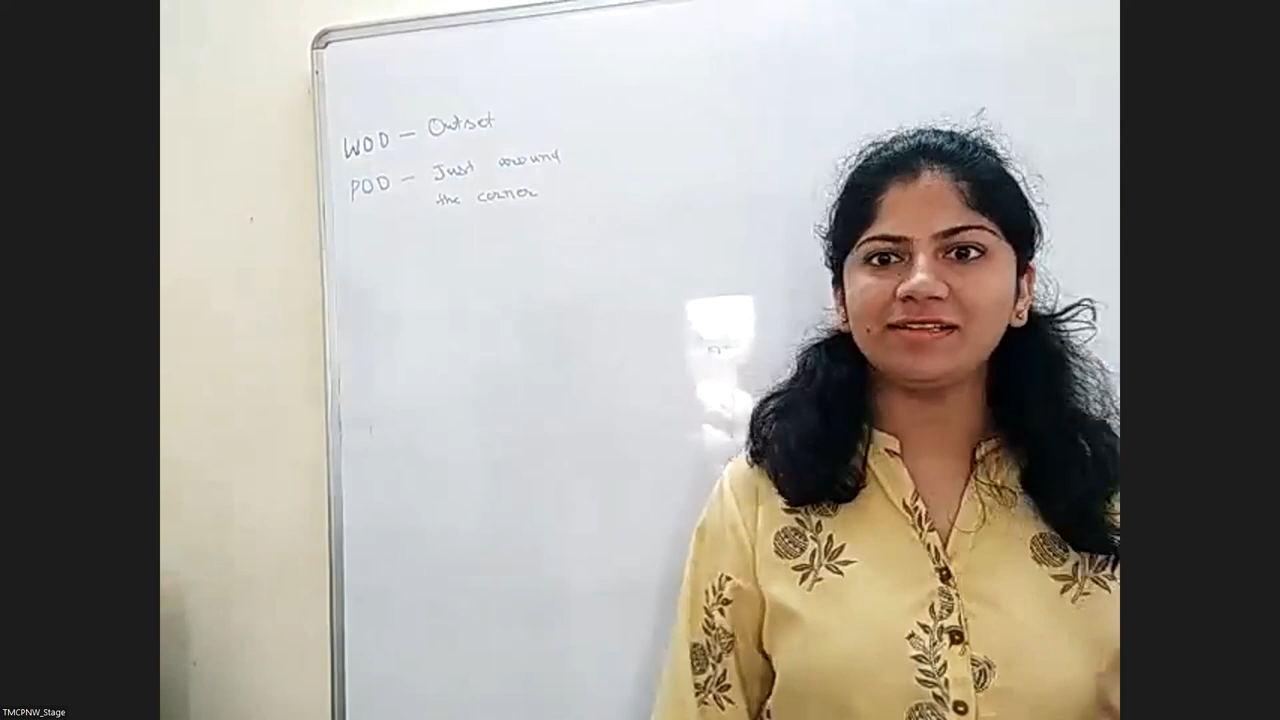 WOD - Outset
POD - Just around
the corner
TMCPNW_Stage